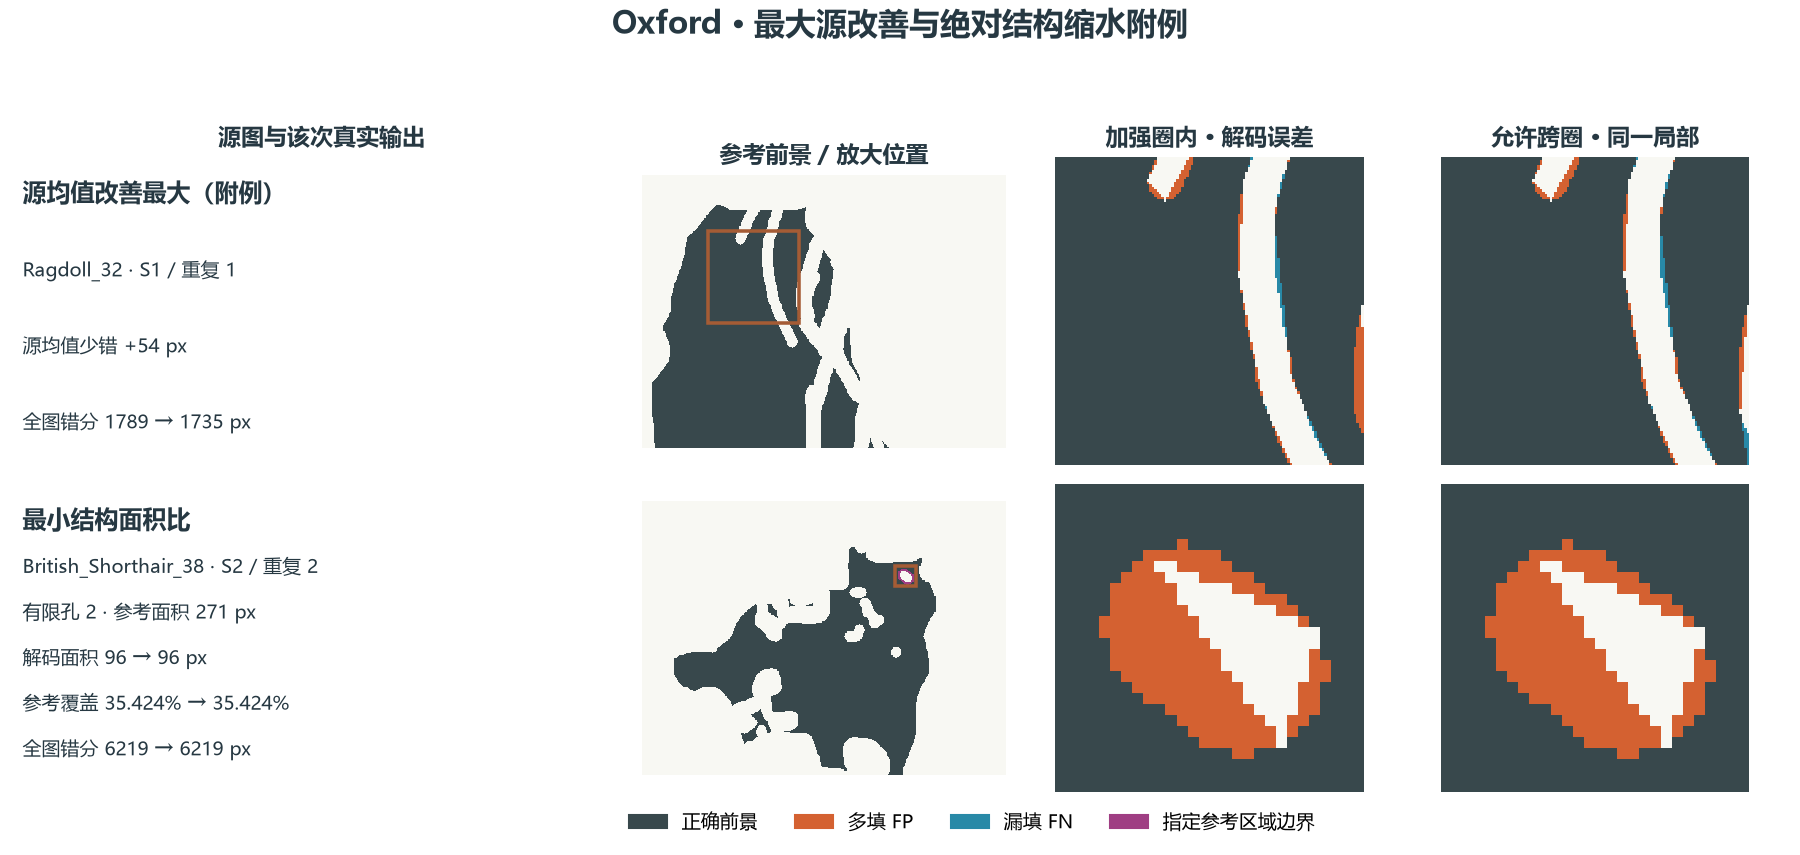 Oxford · 最大源改善与绝对结构缩水附例
源图与该次真实输出
参考前景 / 放大位置
加强圈内 · 解码误差
允许跨圈 · 同一局部
源均值改善最大（附例）
Ragdoll_32 · S1 / 重复 1
源均值少错 +54 px
全图错分 1789 → 1735 px
最小结构面积比
British_Shorthair_38 · S2 / 重复 2
有限孔 2 · 参考面积 271 px
解码面积 96 → 96 px
参考覆盖 35.424% → 35.424%
全图错分 6219 → 6219 px
正确前景
多填 FP
漏填 FN
指定参考区域边界